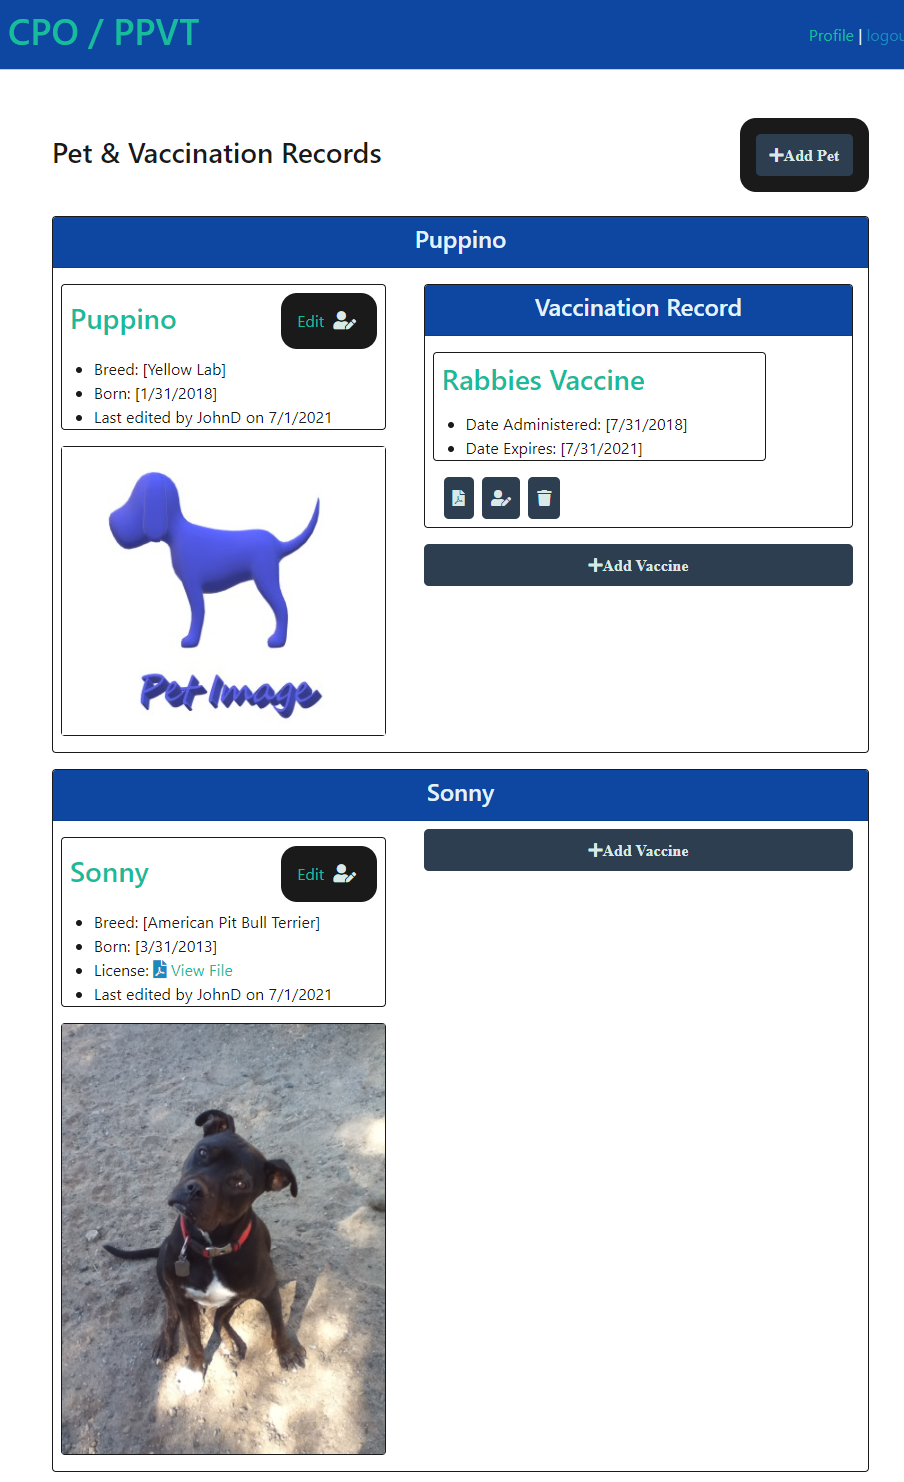 CPO / PPVT
Profile | logou
Pet & Vaccination Records
Add Pet
Puppino
Puppino
Edit
Breed: [Yellow Lab]
Born: [1/31/2018]
Last edited by JohnD on 7/1/2021
Pet Image
Vaccination Record
Rabbies Vaccine
Date Administered: [7/31/2018]
Date Expires: [7/31/2021]
Add Vaccine
Sonny
Sonny
Edit
Breed: [American Pit Bull Terrier]
Born: [3/31/2013]
License: View File
Last edited by JohnD on 7/1/2021
Add Vaccine